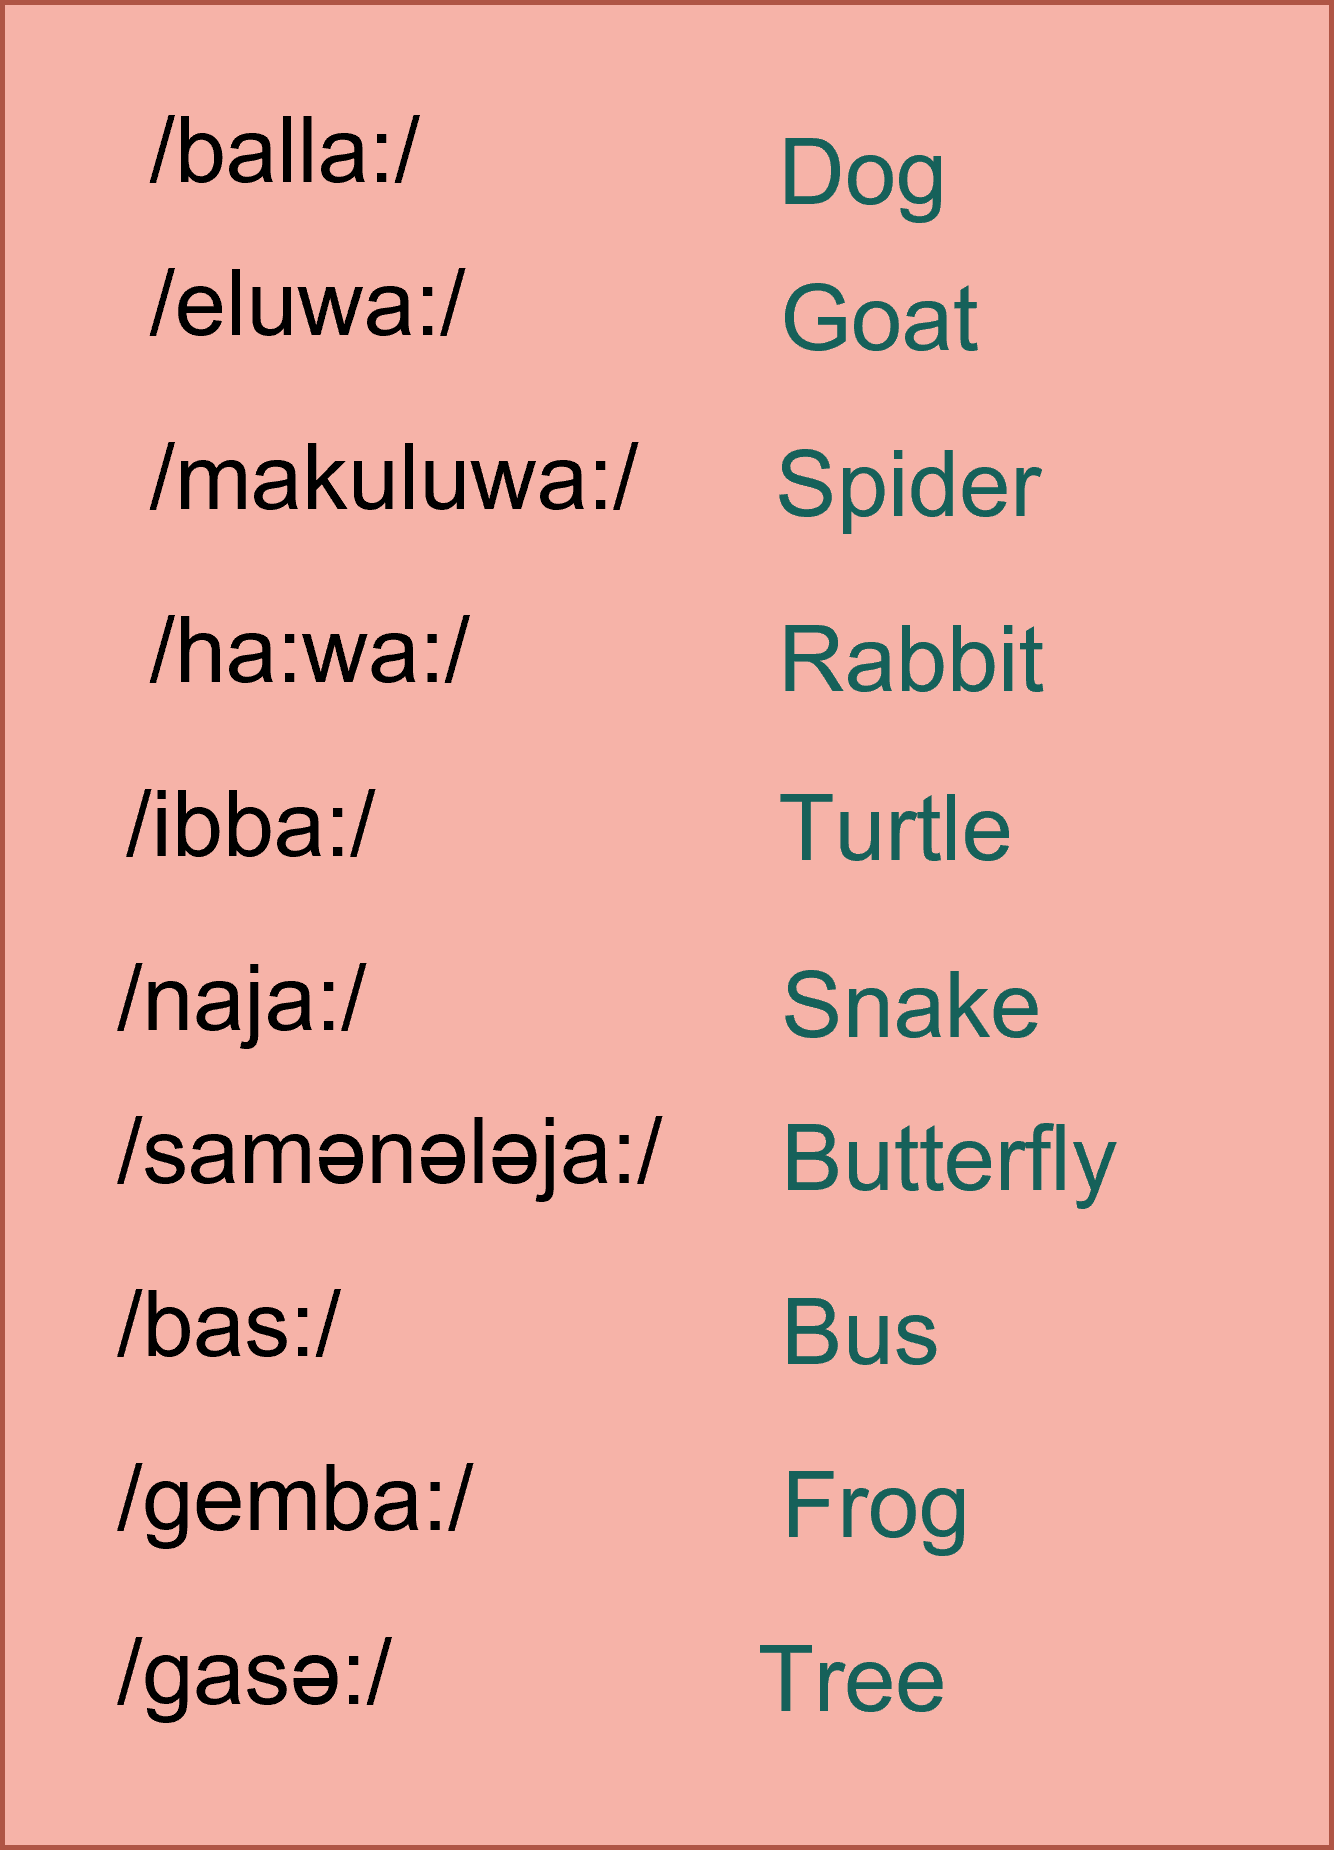 /balla:/ Dog
/eluwa:/ Goat
/makuluwa:/ Spider
/ha:wa:/ Rabbit
/ibba:/ Turtle
/naja:/ Snake
/samənələja:/ Butterfly
/bas:/ Bus
/gemba:/ Frog
/gasə:/ Tree